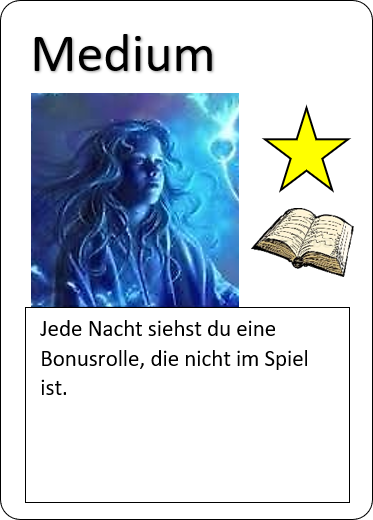 Medium
Jede Nacht siehst du eine
Bonusrolle, die nicht im Spiel
ist.